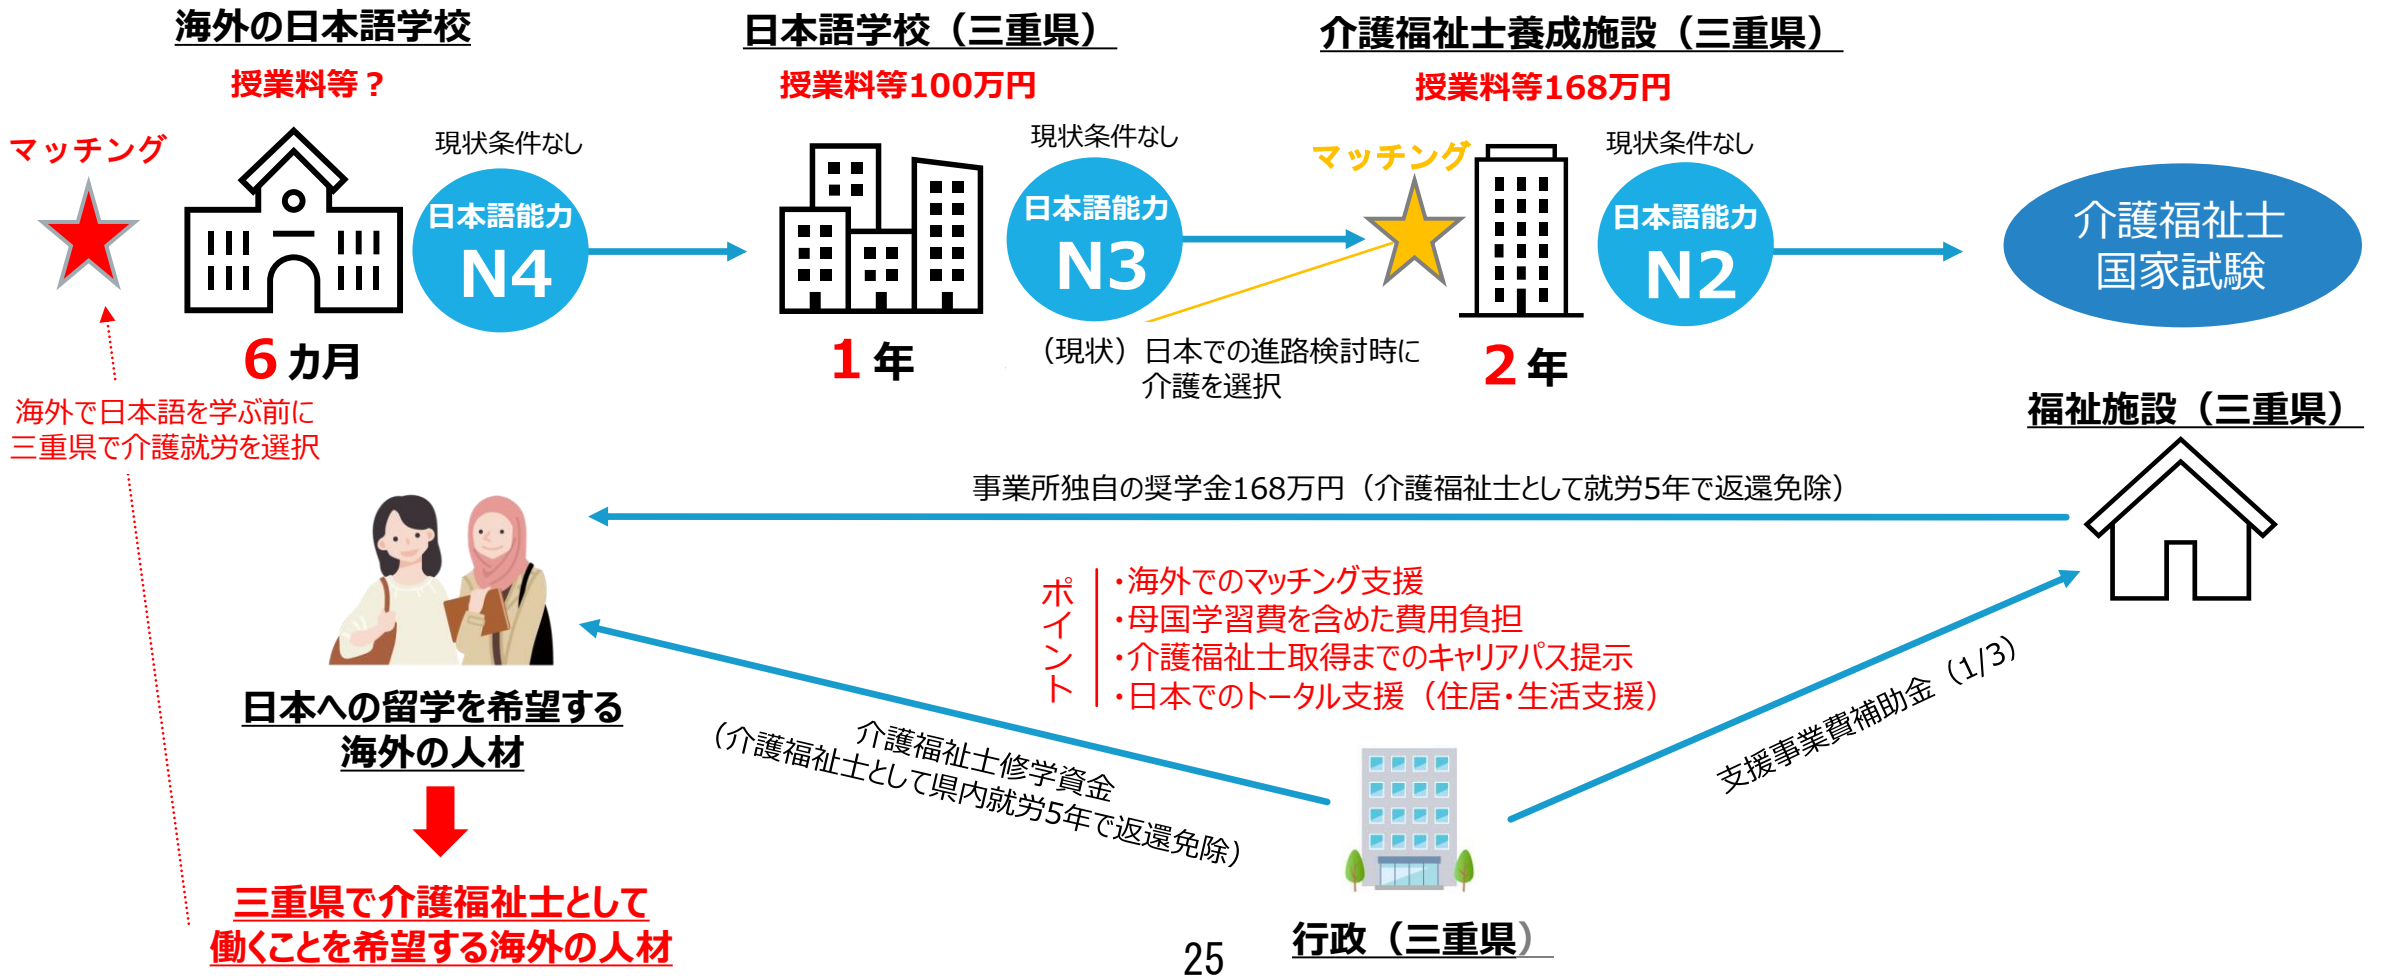 海外の日本語学校
授業料等？
マッチング
現状条件なし
日本語能力
N4
6カ月
日本語学校（三重県）
授業料等100万円
現状条件なし
日本語能力
N3
1年
マッチング
（現状）日本での進路検討時に
介護を選択
介護福祉士養成施設（三重県）
授業料等168万円
現状条件なし
日本語能力
N2
2年
介護福祉士
国家試験
海外で日本語を学ぶ前に
三重県で介護就労を選択
福祉施設（三重県）
事業所独自の奨学金168万円（介護福祉士として就労5年で返還免除）
ポイント
・海外でのマッチング支援
・母国学習費を含めた費用負担
・介護福祉士取得までのキャリアパス提示
・日本でのトータル支援（住居・生活支援）
支援事業費補助金（1/3）
介護福祉士修学資金
（介護福祉士として県内就労5年で返還免除）
日本への留学を希望する
海外の人材
三重県で介護福祉士として
働くことを希望する海外の人材
行政（三重県）
25